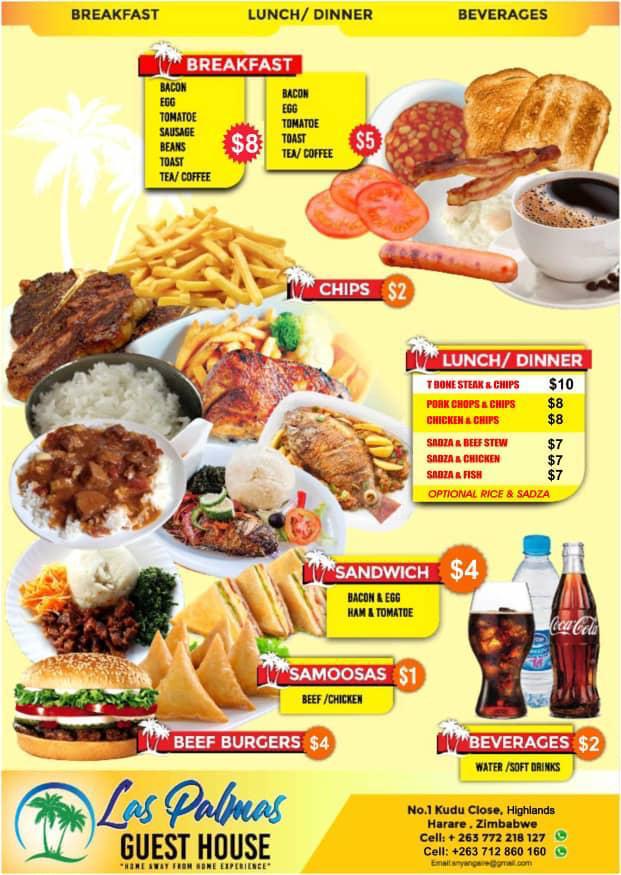 BREAKFAST LUNCH/ DINNER BEVERAGES
BREAKFAST
BACON
EGG
TOMATOE
SAUSAGE
BEANS
TOAST
TEA/ COFFEE
$8
BACON
EGG
TOMATOE
TOAST
TEA/ COFFEE
$5
CHIPS $2
LUNCH/ DINNER
T BONE STEAK & CHIPS $10
PORK CHOPS & CHIPS $8
CHICKEN & CHIPS $8
SADZA & BEEF STEW $7
SADZA & CHICKEN $7
SADZA & FISH $7
OPTIONAL RICE & SADZA
SANDWICH $4
BACON & EGG
HAM & TOMATOE
SAMOOSAS $1
BEEF /CHICKEN
BEEF BURGERS $4
Coca-Cola
BEVERAGES $2
WATER /SOFT DRINKS
Las Palmas
GUEST HOUSE
"HOME AWAY FROM HOME EXPERIENCE"
No.1 Kudu Close, Highlands
Harare , Zimbabwe
Cell: + 263 772 218 127
Cell: +263 712 860 160
Email:snyangaire@gmail.com